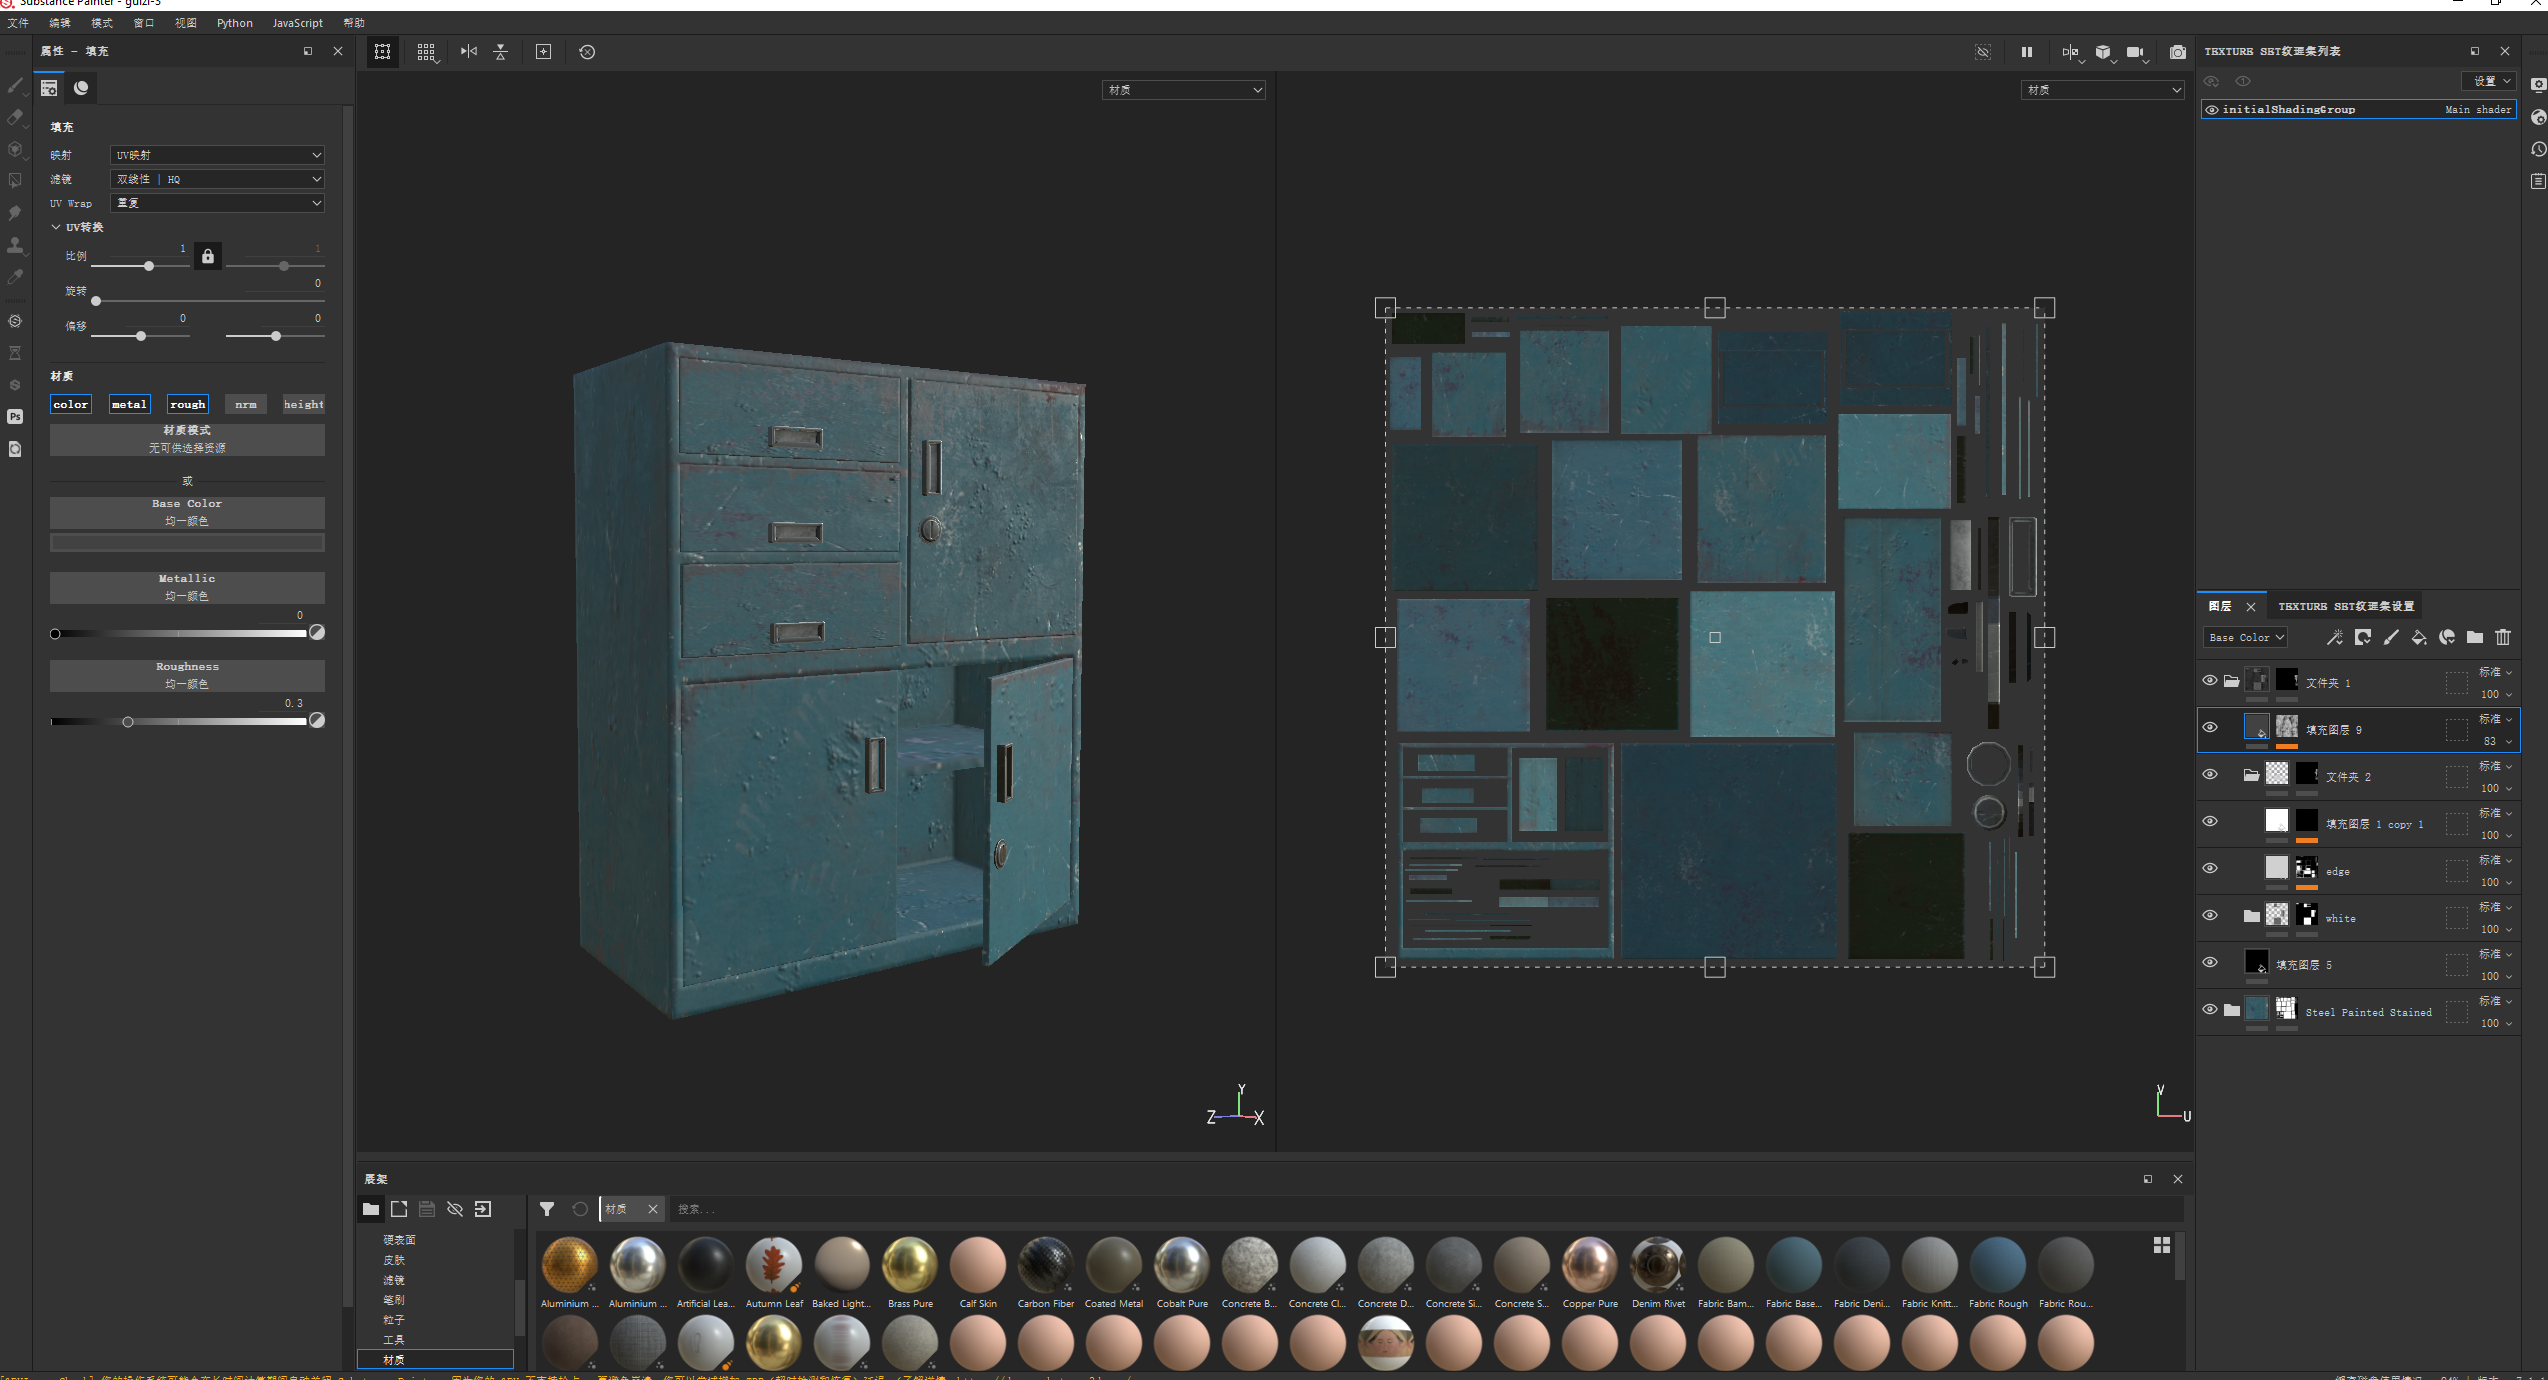 Substance Painter - guizi-3
文件 编辑 模式 窗口 视图 Python JavaScript 帮助
属性 - 填充
填充
映射 UV映射
滤镜 双线性 | HQ
UV Wrap 重复
UV转换
比例 1 1
旋转 0
偏移 0 0
材质
color metal rough nrm height
材质模式
无可供选择资源
或
Base Color
均一颜色
Metallic
均一颜色
0
Roughness
均一颜色
0.3
材质
材质
Y
Z X
V
U
TEXTURE SET纹理集列表
设置
initialShadingGroup Main shader
图层 TEXTURE SET纹理集设置
Base Color
文件夹 1 标准 100
填充图层 9 标准 83
文件夹 2 标准 100
填充图层 1 copy 1 标准 100
edge 标准 100
white 标准 100
填充图层 5 标准 100
Steel Painted Stained 标准 100
展架
材质 搜索...
硬表面
皮肤
滤镜
笔刷
粒子
工具
材质
Aluminium ... Aluminium ... Artificial Lea... Autumn Leaf Baked Light... Brass Pure Calf Skin Carbon Fiber Coated Metal Cobalt Pure Concrete B... Concrete Cl... Concrete D... Concrete Si... Concrete S... Copper Pure Denim Rivet Fabric Bam... Fabric Base... Fabric Deni... Fabric Knitt... Fabric Rough Fabric Rou...
Ps